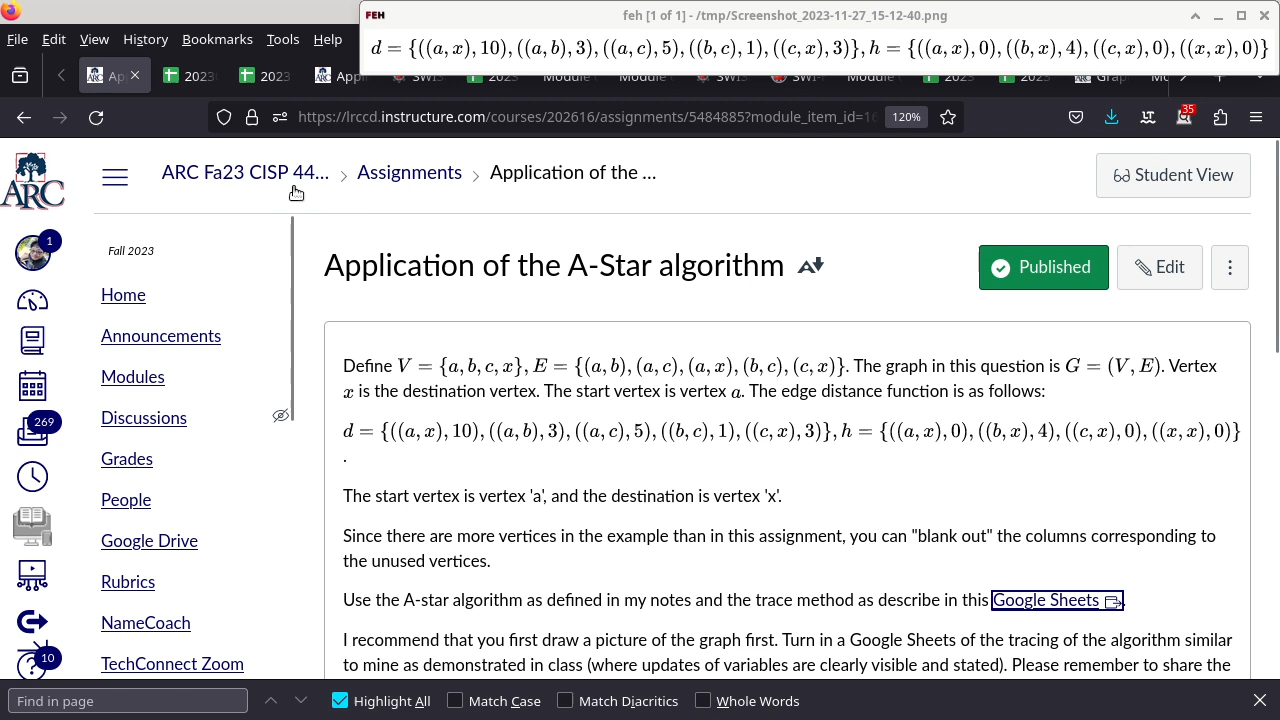 FEH
feh [1 of 1] - /tmp/Screenshot_2023-11-27_15-12-40.png
d = {((a, x), 10), ((a, b), 3), ((a, c), 5), ((b, c), 1), ((c, x), 3)}, h = {((a, x), 0), ((b, x), 4), ((c, x), 0), ((x, x), 0)}
File Edit View History Bookmarks Tools Help
https://lrccd.instructure.com/courses/202616/assignments/5484885?module_item_id=16
120%
35
ARC
ARC Fa23 CISP 44... > Assignments > Application of the ...
Student View
1
269
10
Fall 2023
Home
Announcements
Modules
Discussions
Grades
People
Google Drive
Rubrics
NameCoach
TechConnect Zoom
Application of the A-Star algorithm
Published
Edit
Define V = {a, b, c, x}, E = {(a, b), (a, c), (a, x), (b, c), (c, x)}. The graph in this question is G = (V, E). Vertex
x is the destination vertex. The start vertex is vertex a. The edge distance function is as follows:
d = {((a, x), 10), ((a, b), 3), ((a, c), 5), ((b, c), 1), ((c, x), 3)}, h = {((a, x), 0), ((b, x), 4), ((c, x), 0), ((x, x), 0)}
.
The start vertex is vertex 'a', and the destination is vertex 'x'.
Since there are more vertices in the example than in this assignment, you can "blank out" the columns corresponding to
the unused vertices.
Use the A-star algorithm as defined in my notes and the trace method as describe in this Google Sheets.
I recommend that you first draw a picture of the graph first. Turn in a Google Sheets of the tracing of the algorithm similar
to mine as demonstrated in class (where updates of variables are clearly visible and stated). Please remember to share the
Find in page
Highlight All
Match Case
Match Diacritics
Whole Words